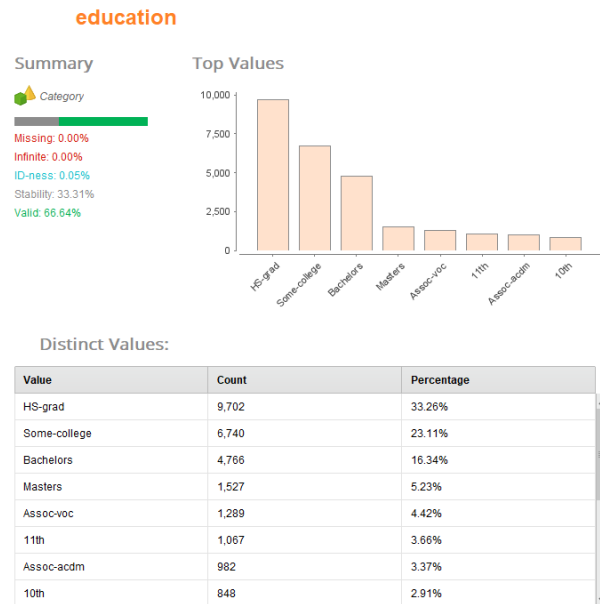 education
Summary
Category
Missing: 0.00%
Infinite: 0.00%
ID-ness: 0.05%
Stability: 33.31%
Valid: 66.64%
Top Values
10,000
7,500
5,000
2,500
0
HS-grad
Some-college
Bachelors
Masters
Assoc-voc
11th
Assoc-acdm
10th
Distinct Values:
Value Count Percentage
HS-grad 9,702 33.26%
Some-college 6,740 23.11%
Bachelors 4,766 16.34%
Masters 1,527 5.23%
Assoc-voc 1,289 4.42%
11th 1,067 3.66%
Assoc-acdm 982 3.37%
10th 848 2.91%